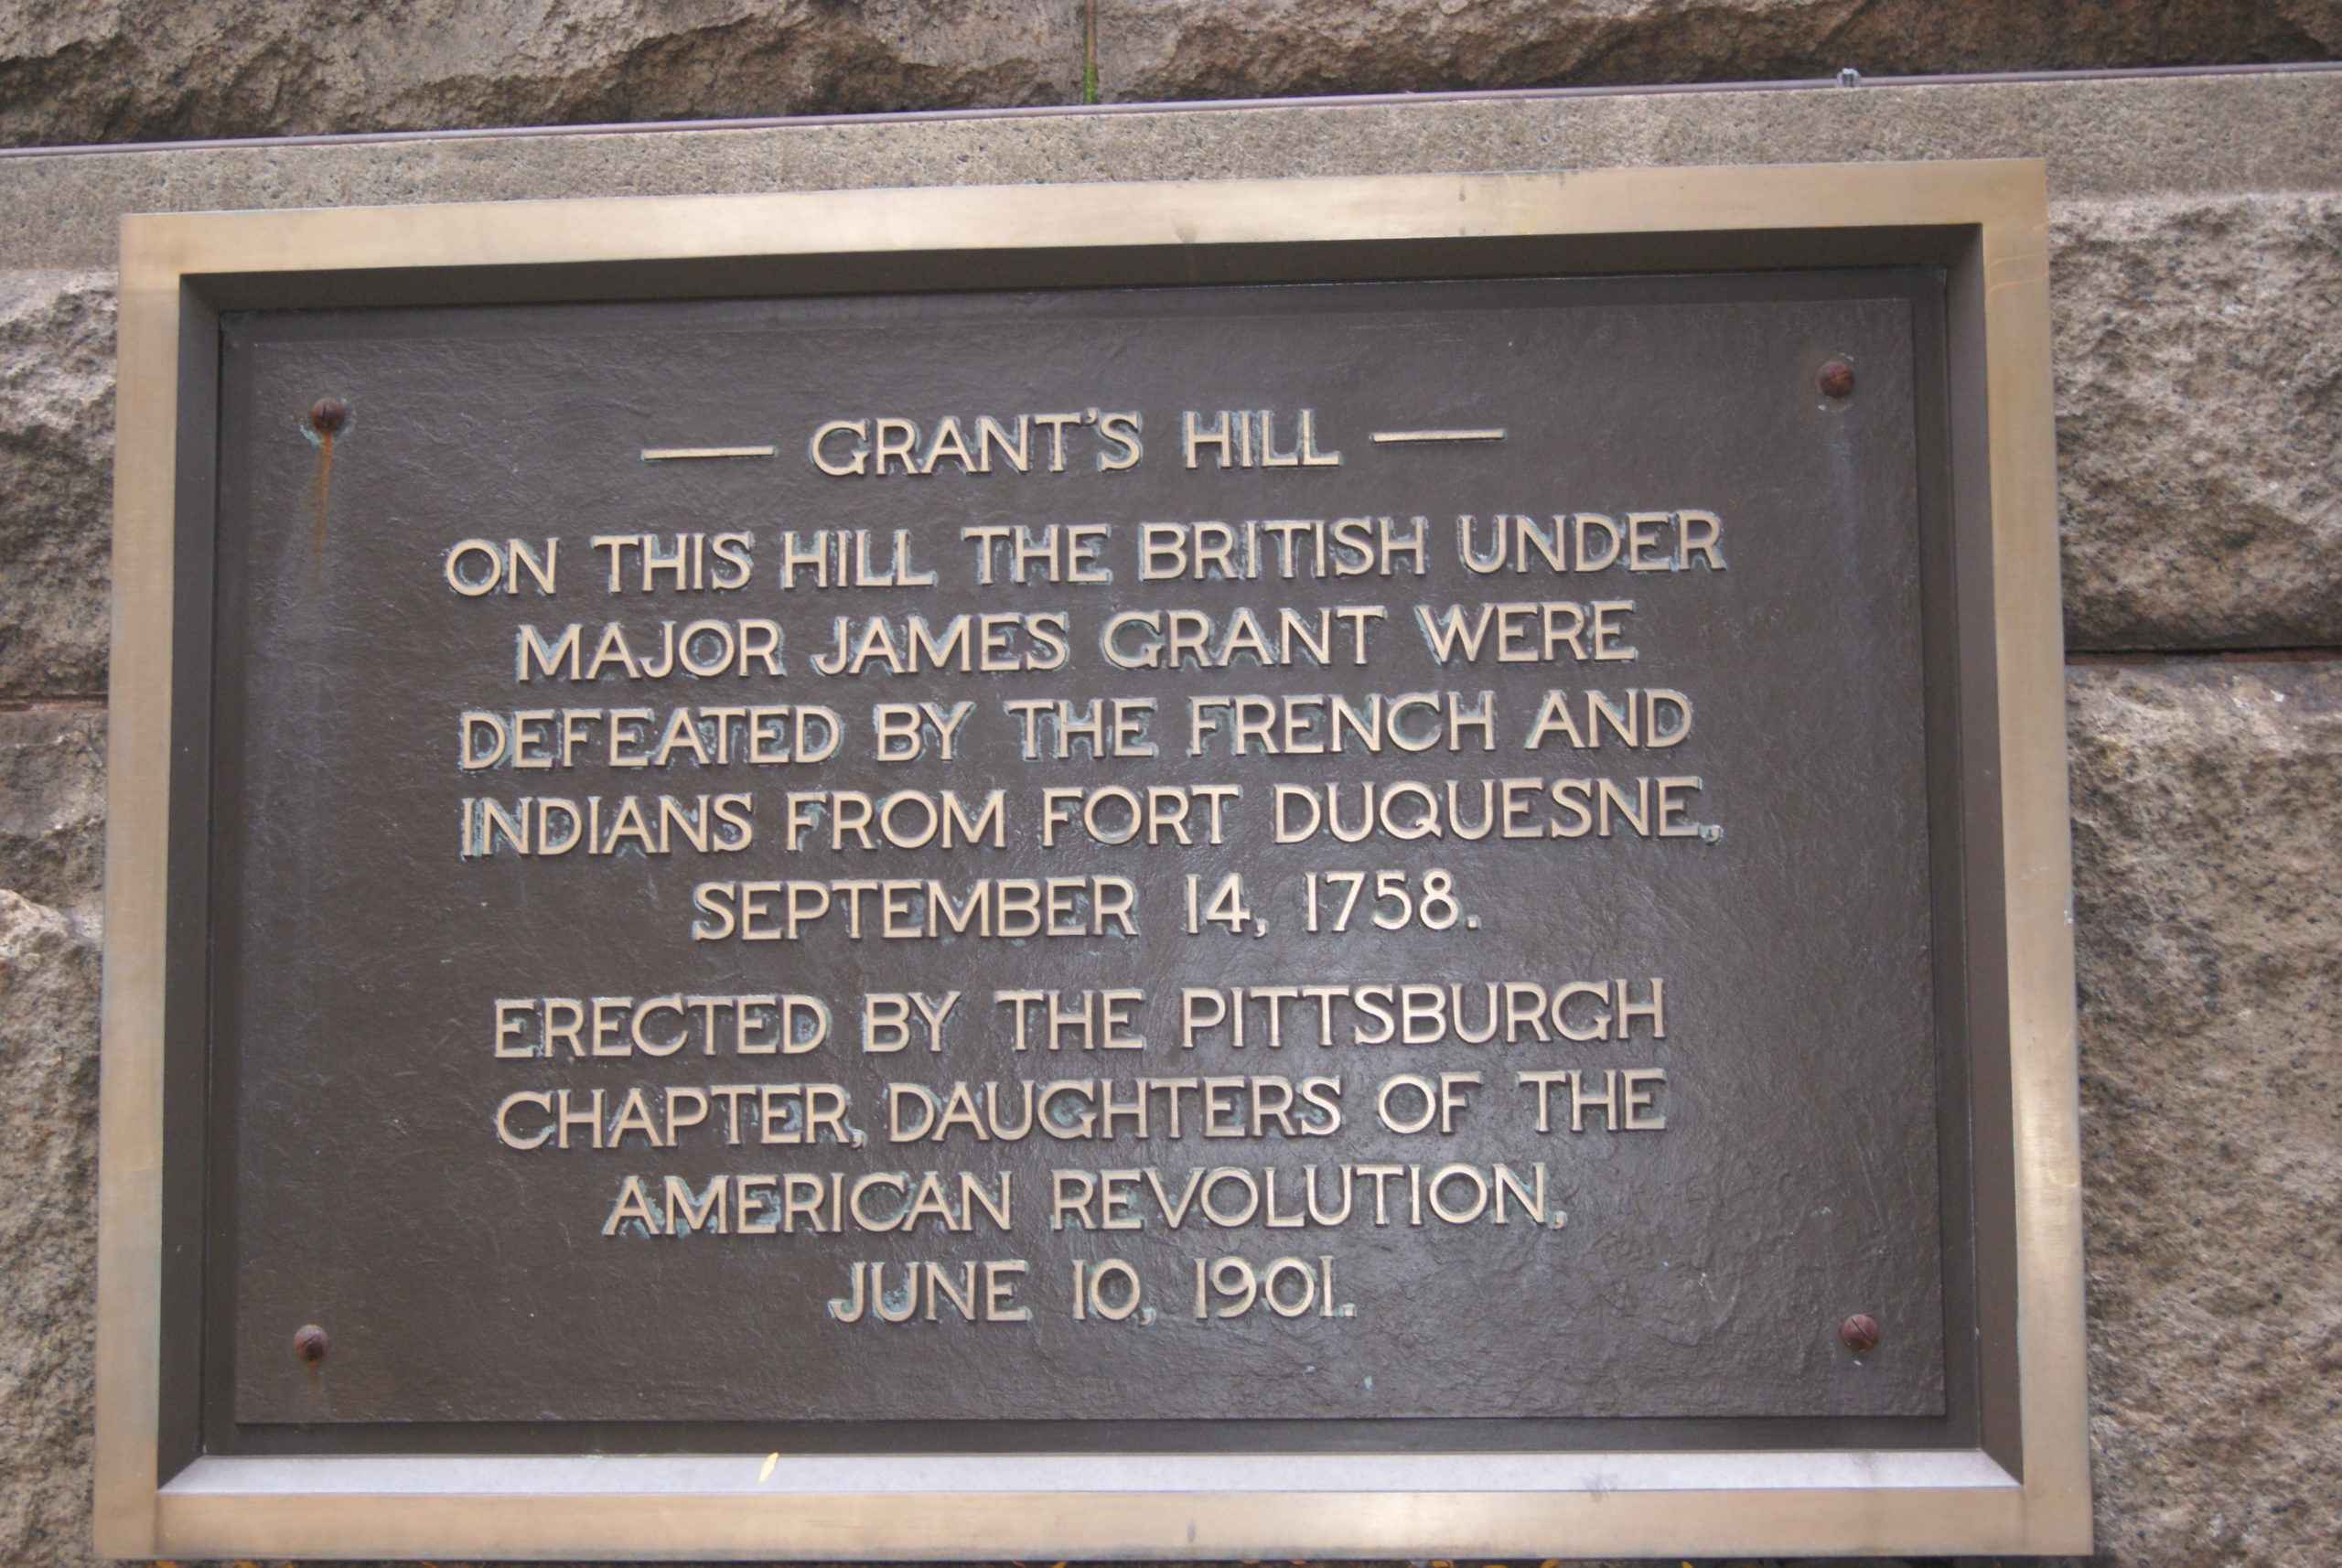 — GRANT'S HILL —
ON THIS HILL THE BRITISH UNDER
MAJOR JAMES GRANT WERE
DEFEATED BY THE FRENCH AND
INDIANS FROM FORT DUQUESNE,
SEPTEMBER 14, 1758.
ERECTED BY THE PITTSBURGH
CHAPTER, DAUGHTERS OF THE
AMERICAN REVOLUTION,
JUNE 10, 1901.